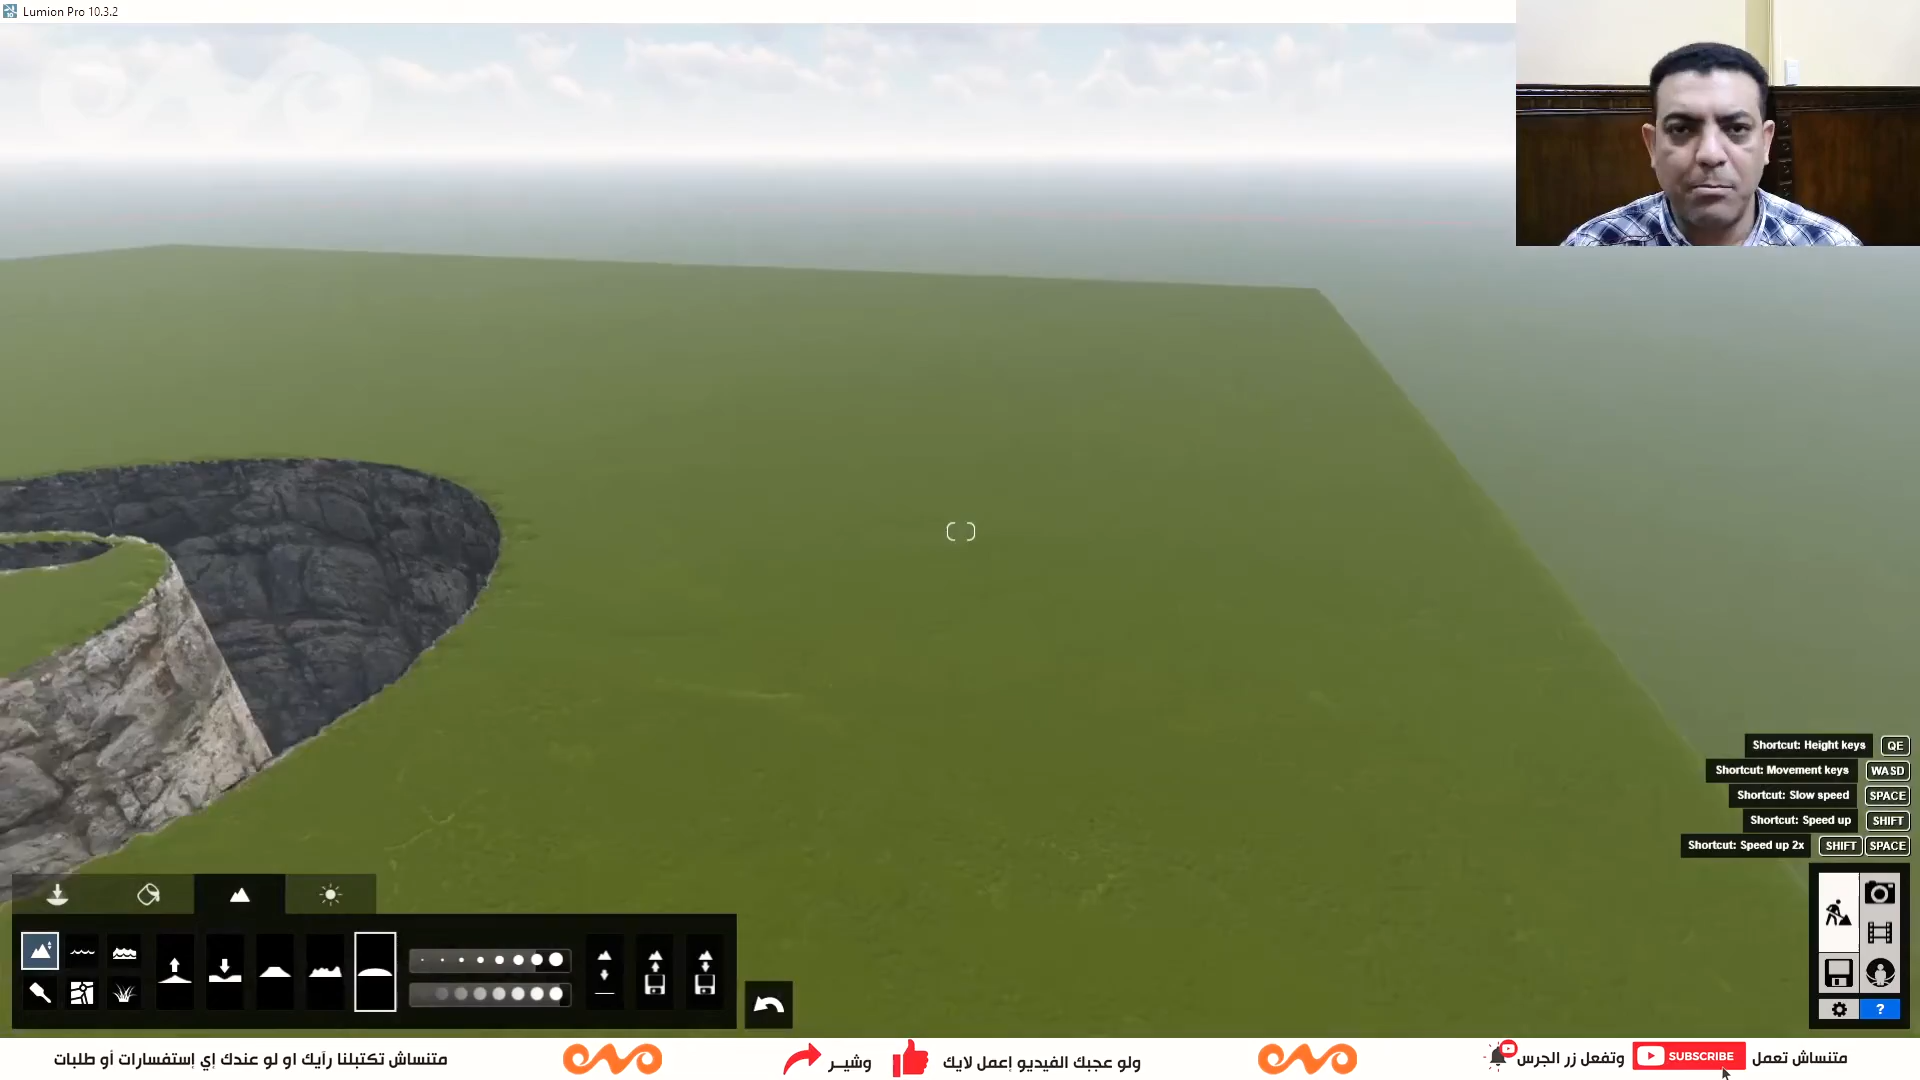 Lumion Pro 10.3.2
Shortcut: Height keys QE
Shortcut: Movement keys WASD
Shortcut: Slow speed SPACE
Shortcut: Speed up SHIFT
Shortcut: Speed up 2x SHIFT SPACE
?
متنساش تعمل SUBSCRIBE وتفعل زر الجرس
ولو عجبك الفيديو إعمل لايك وشير
متنساش تكتبلنا رأيك او لو عندك إي إستفسارات أو طلبات